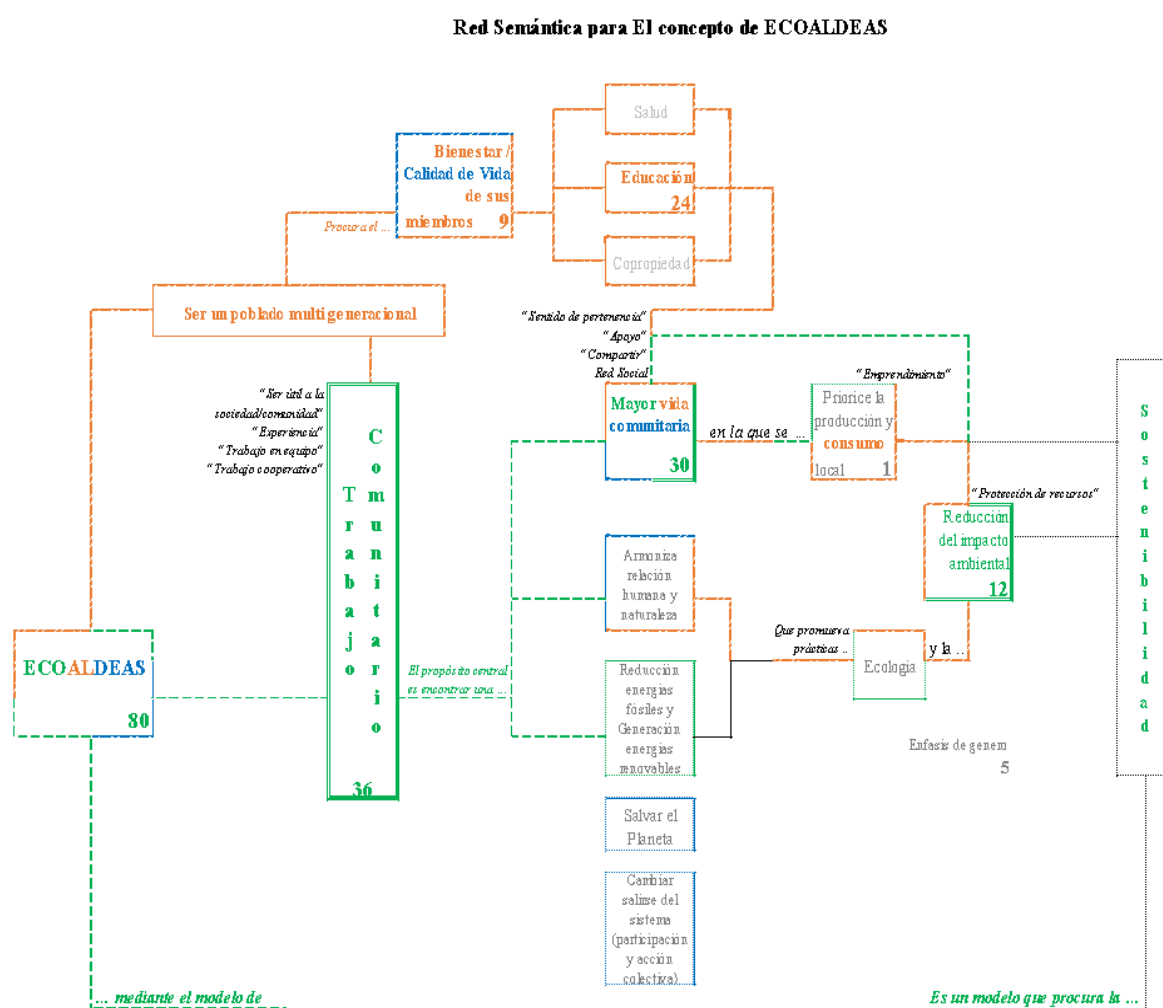 Red Semántica para El concepto de ECOALDEAS
Salud
Bienestar /
Calidad de Vida
de sus
miembros 9
Educación
24
Procura el ...
Copropiedad
Ser un poblado multigeneracional
"Sentido de pertenencia"
"Apoyo"
"Compartir"
Red Social
"Ser útil a la
sociedad/comunidad"
"Experiencia"
"Trabajo en equipo"
"Trabajo cooperativo"
Trabajo
Comunitario
36
Mayor vida
comunitaria
30
en la que se ...
"Emprendimiento"
Priorice la
producción y
consumo
local 1
"Protección de recursos"
Reducción
del impacto
ambiental
12
Sostenibilidad
Armoniza
relación
humana y
naturaleza
Que promueva
prácticas ..
Ecología
y la ..
ECOALDEAS
80
El propósito central
es encontrar una ...
Reducción
energías
fósiles y
Generación
energías
renovables
Enfasis de genero
5
Salvar el
Planeta
Cambiar
salirse del
sistema
(participación
y acción
colectiva)
... mediante el modelo de
Es un modelo que procura la ...